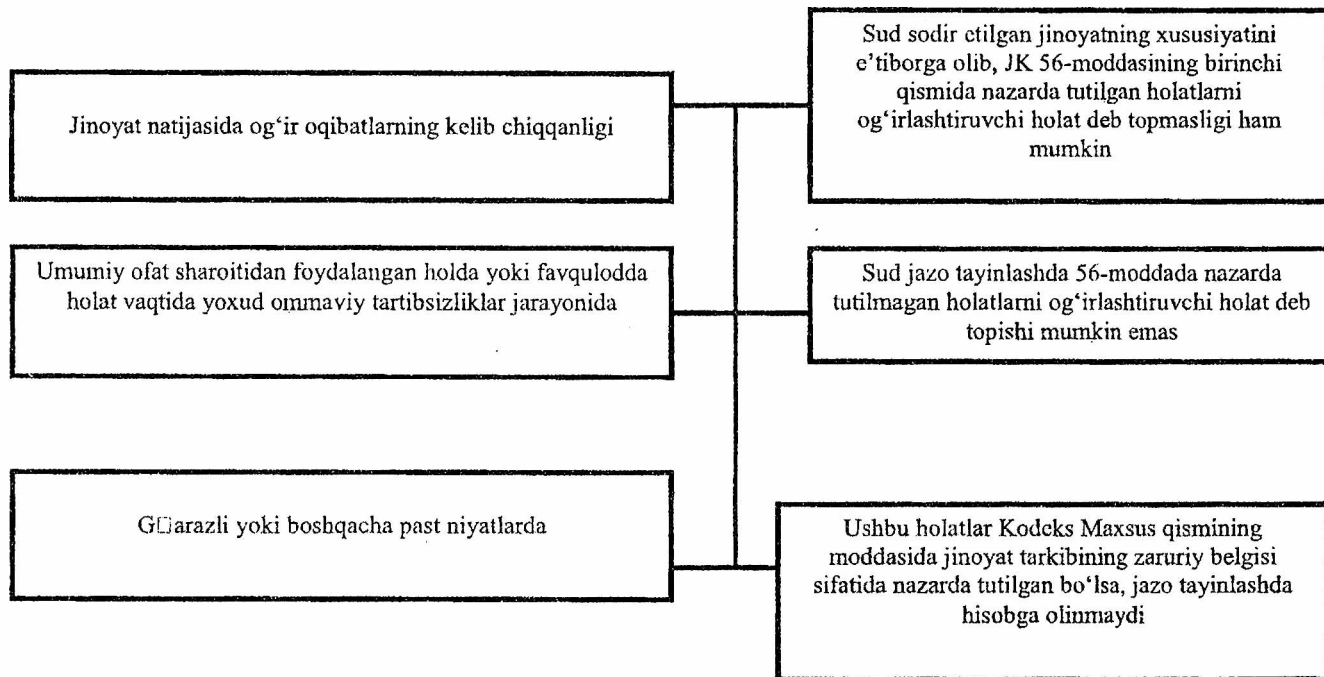 Jinoyat natijasida og‘ir oqibatlarning kelib chiqqanligi
Sud sodir etilgan jinoyatning xususiyatini
e’tiborga olib, JK 56-moddasining birinchi
qismida nazarda tutilgan holatlarni
og‘irlashtiruvchi holat deb topmasligi ham
mumkin
Umumiy ofat sharoitidan foydalangan holda yoki favqulodda
holat vaqtida yoxud ommaviy tartibsizliklar jarayonida
Sud jazo tayinlashda 56-moddada nazarda
tutilmagan holatlarni og‘irlashtiruvchi holat deb
topishi mumkin emas
G□arazli yoki boshqacha past niyatlarda
Ushbu holatlar Kodeks Maxsus qismining
moddasida jinoyat tarkibining zaruriy belgisi
sifatida nazarda tutilgan bo‘lsa, jazo tayinlashda
hisobga olinmaydi